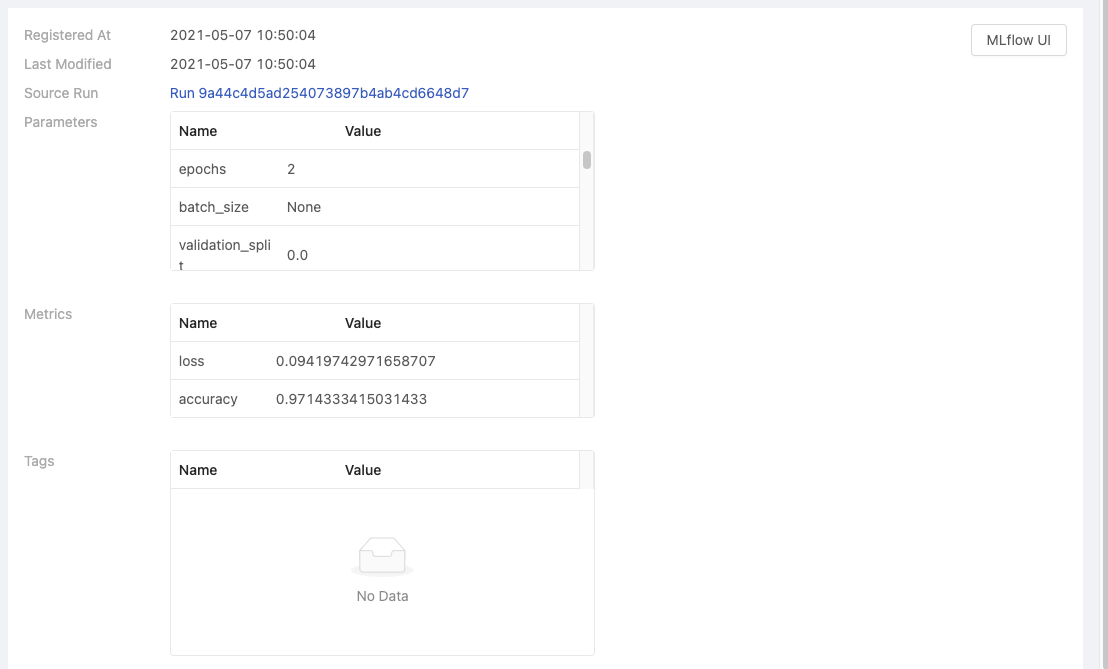 Registered At 2021-05-07 10:50:04
MLflow UI
Last Modified 2021-05-07 10:50:04
Source Run Run 9a44c4d5ad254073897b4ab4cd6648d7
Parameters
Name Value
epochs 2
batch_size None
validation_spli
t
0.0
Metrics
Name Value
loss 0.09419742971658707
accuracy 0.9714333415031433
Tags
Name Value
No Data